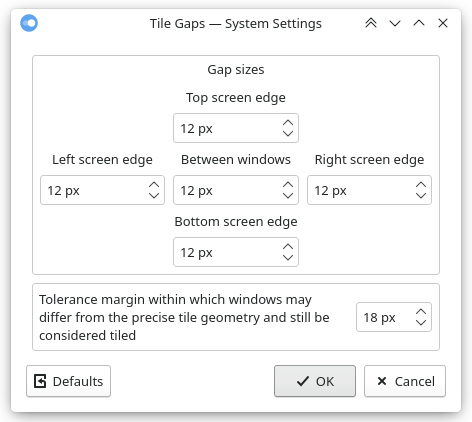 Tile Gaps — System Settings
Gap sizes
Top screen edge
12 px
Left screen edge
Between windows
Right screen edge
12 px
12 px
12 px
Bottom screen edge
12 px
Tolerance margin within which windows may
differ from the precise tile geometry and still be
considered tiled
18 px
Defaults
OK
Cancel